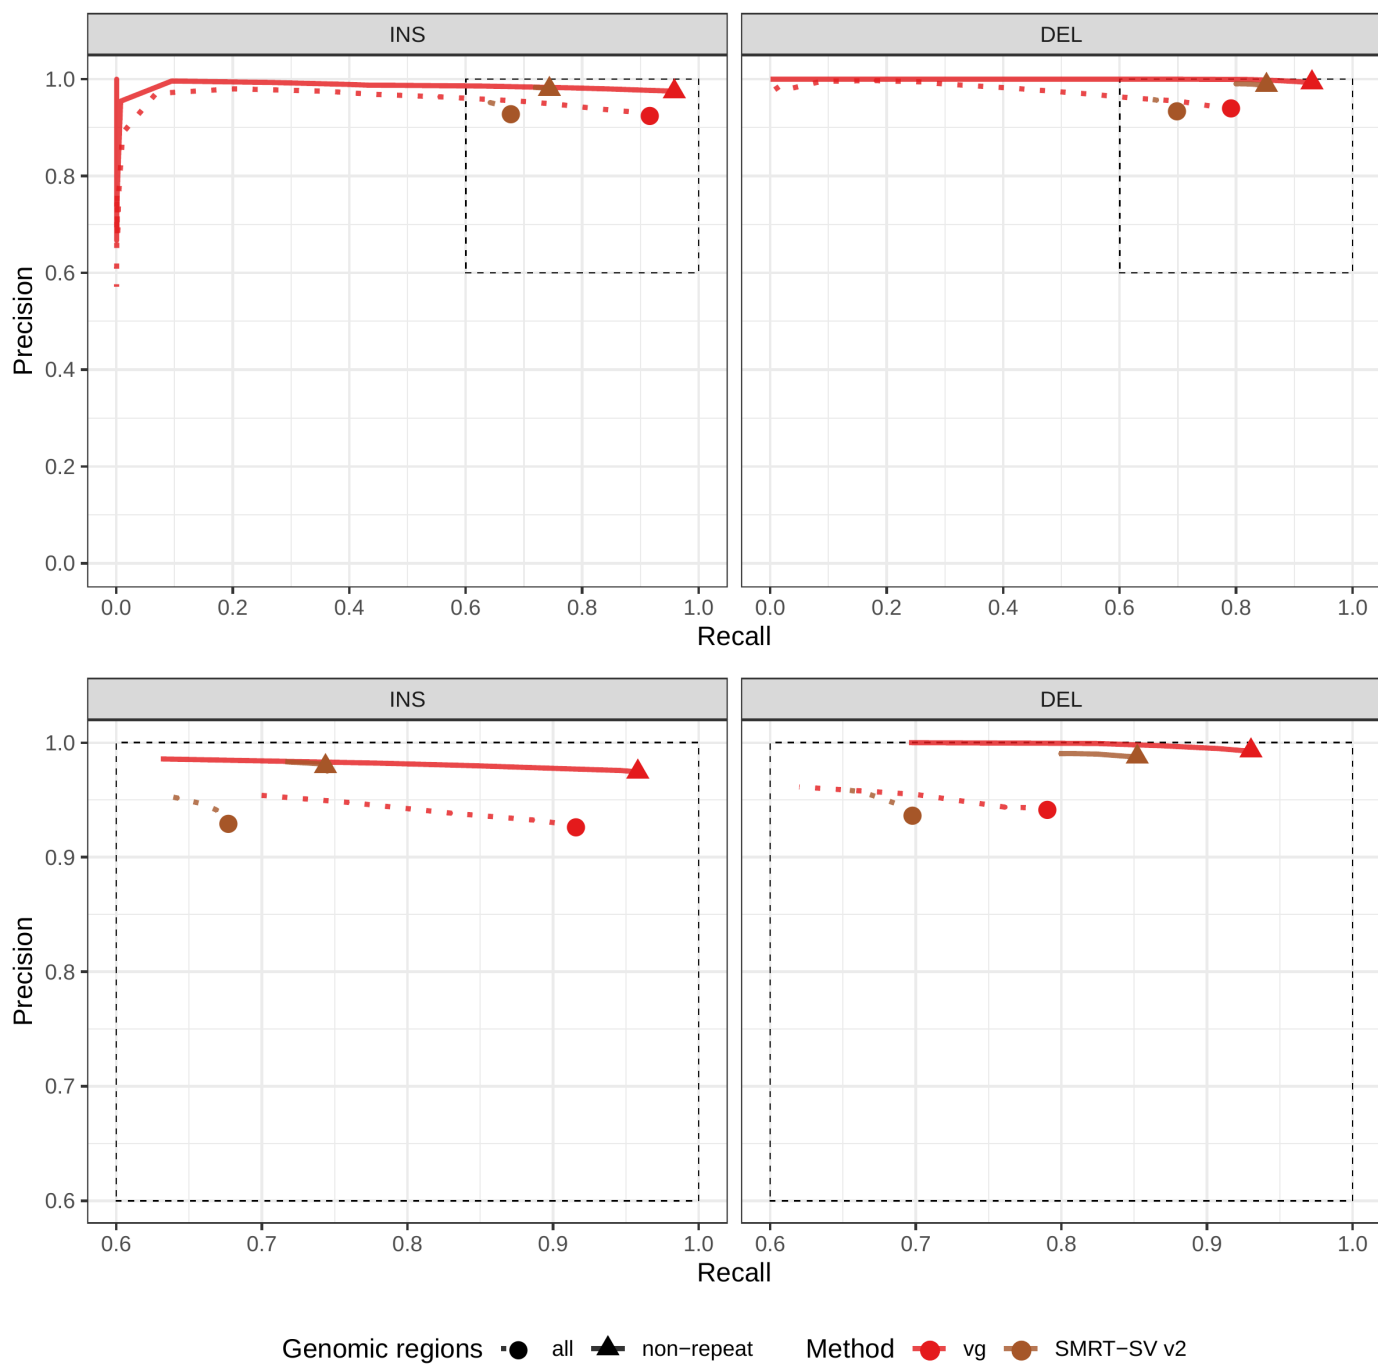 INS DEL
1.0
0.8
0.6
0.4
0.2
0.0
Precision
0.0 0.2 0.4 0.6 0.8 1.0 0.0 0.2 0.4 0.6 0.8 1.0
Recall
INS DEL
1.0
0.9
0.8
0.7
0.6
Precision
0.6 0.7 0.8 0.9 1.0 0.6 0.7 0.8 0.9 1.0
Recall
Genomic regions all non−repeat Method vg SMRT−SV v2